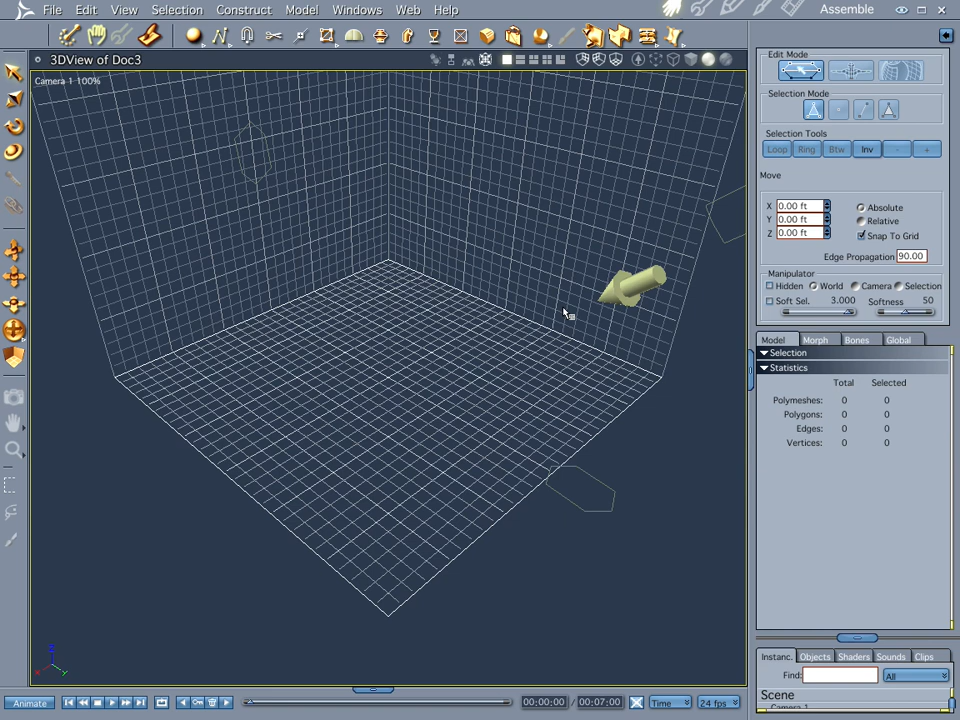 File Edit View Selection Construct Model Windows Web Help Assemble
3DView of Doc3
Camera 1 100%
Edit Mode
Selection Mode
Selection Tools
Loop Ring Btw Inv - +
Move
X 0.00 ft Absolute
Y 0.00 ft Relative
Z 0.00 ft Snap To Grid
Edge Propagation 90.00
Manipulator
Hidden World Camera Selection
Soft Sel. 3.000 Softness 50
Model Morph Bones Global
Selection
Statistics
Total Selected
Polymeshes: 0 0
Polygons: 0 0
Edges: 0 0
Vertices: 0 0
Instanc. Objects Shaders Sounds Clips
Find: All
Scene
Camera 1
Animate 00:00:00 / 00:07:00 Time 24 fps